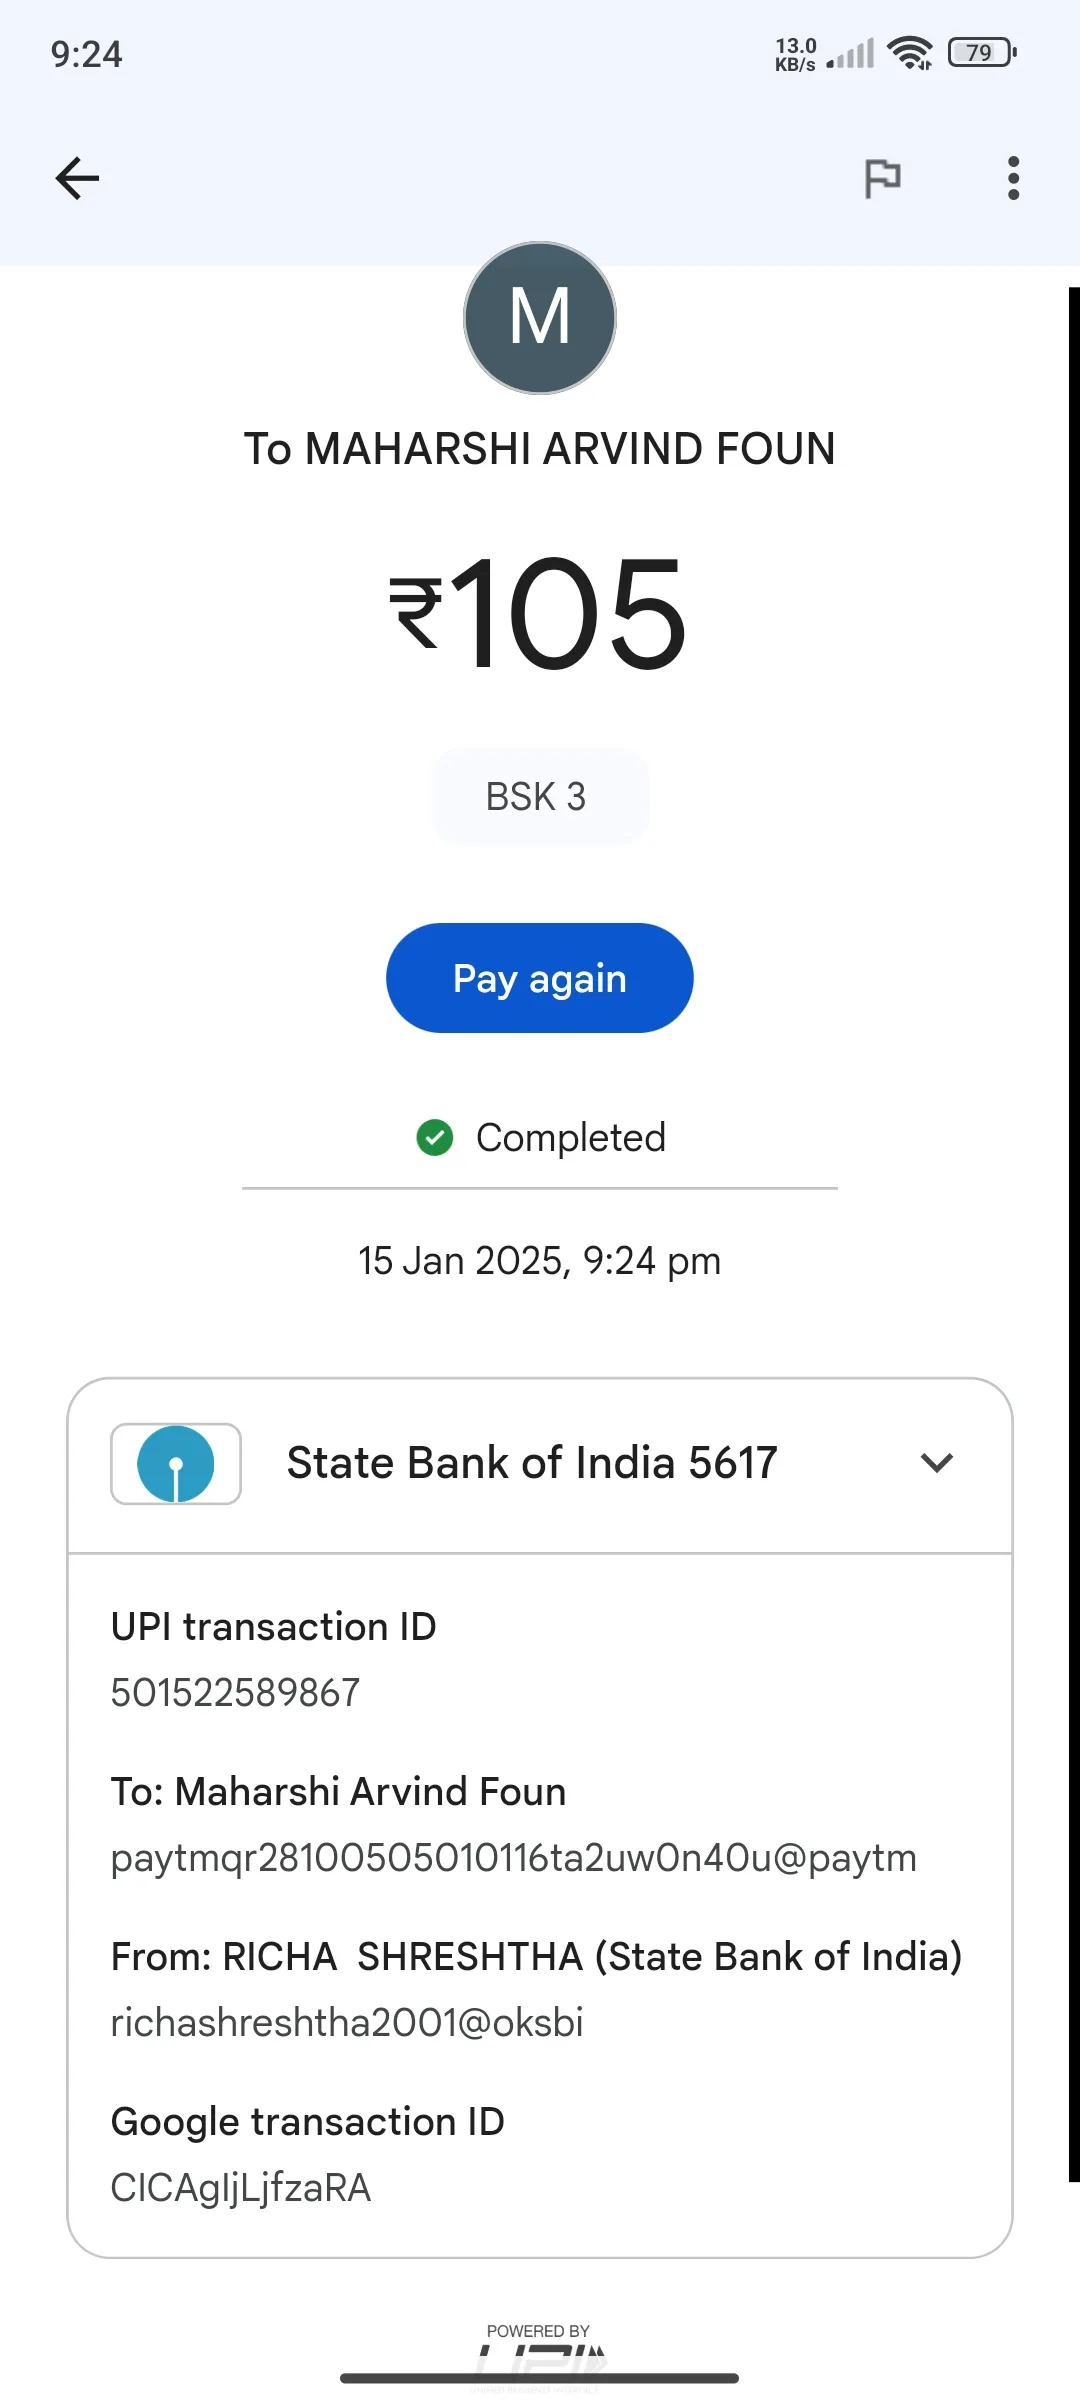 9:24
13.0
KB/s
79
M
To MAHARSHI ARVIND FOUN
₹105
BSK 3
Pay again
Completed
15 Jan 2025, 9:24 pm
State Bank of India 5617
UPI transaction ID
501522589867
To: Maharshi Arvind Foun
paytmqr28100505010116ta2uw0n40u@paytm
From: RICHA  SHRESHTHA (State Bank of India)
richashreshtha2001@oksbi
Google transaction ID
CICAgIjLjfzaRA
POWERED BY
UPI